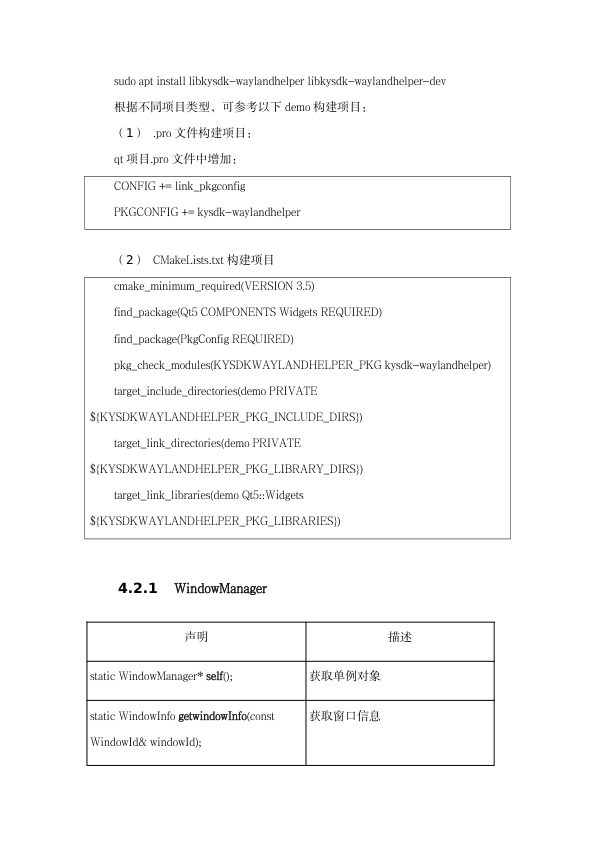 sudo apt install libkysdk-waylandhelper libkysdk-waylandhelper-dev
根据不同项目类型，可参考以下 demo 构建项目；
（1） .pro 文件构建项目；
qt 项目.pro 文件中增加；
CONFIG += link_pkgconfig
PKGCONFIG += kysdk-waylandhelper
（2） CMakeLists.txt 构建项目
cmake_minimum_required(VERSION 3.5)
find_package(Qt5 COMPONENTS Widgets REQUIRED)
find_package(PkgConfig REQUIRED)
pkg_check_modules(KYSDKWAYLANDHELPER_PKG kysdk-waylandhelper)
target_include_directories(demo PRIVATE
${KYSDKWAYLANDHELPER_PKG_INCLUDE_DIRS})
target_link_directories(demo PRIVATE
${KYSDKWAYLANDHELPER_PKG_LIBRARY_DIRS})
target_link_libraries(demo Qt5::Widgets
${KYSDKWAYLANDHELPER_PKG_LIBRARIES})
4.2.1 WindowManager
声明 描述
static WindowManager* self(); 获取单例对象
static WindowInfo getwindowInfo(const 获取窗口信息
WindowId& windowId);